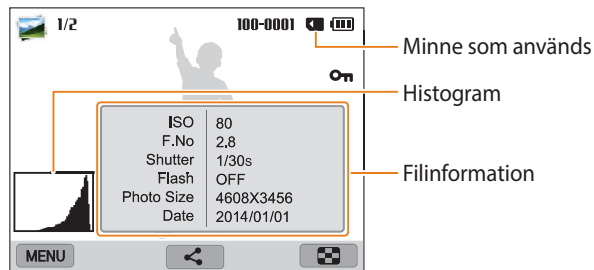 1/2 100-0001
Minne som används
Histogram
ISO 80
F.No 2.8
Shutter 1/30s
Flash OFF
Filinformation
Photo Size 4608X3456
Date 2014/01/01
MENU